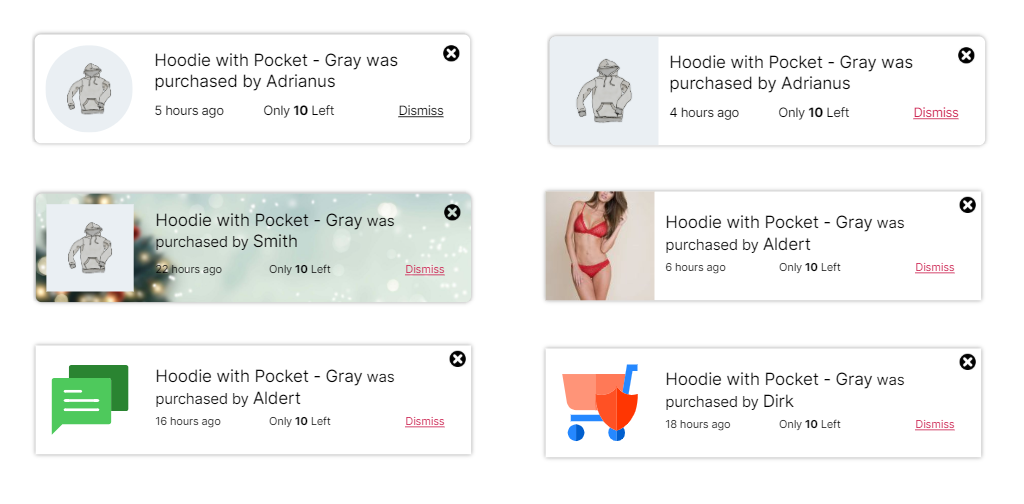 Hoodie with Pocket - Gray was
purchased by Adrianus
5 hours ago Only 10 Left Dismiss
Hoodie with Pocket - Gray was
purchased by Adrianus
4 hours ago Only 10 Left Dismiss
Hoodie with Pocket - Gray was
purchased by Smith
22 hours ago Only 10 Left Dismiss
Hoodie with Pocket - Gray was
purchased by Aldert
6 hours ago Only 10 Left Dismiss
Hoodie with Pocket - Gray was
purchased by Aldert
16 hours ago Only 10 Left Dismiss
Hoodie with Pocket - Gray was
purchased by Dirk
18 hours ago Only 10 Left Dismiss